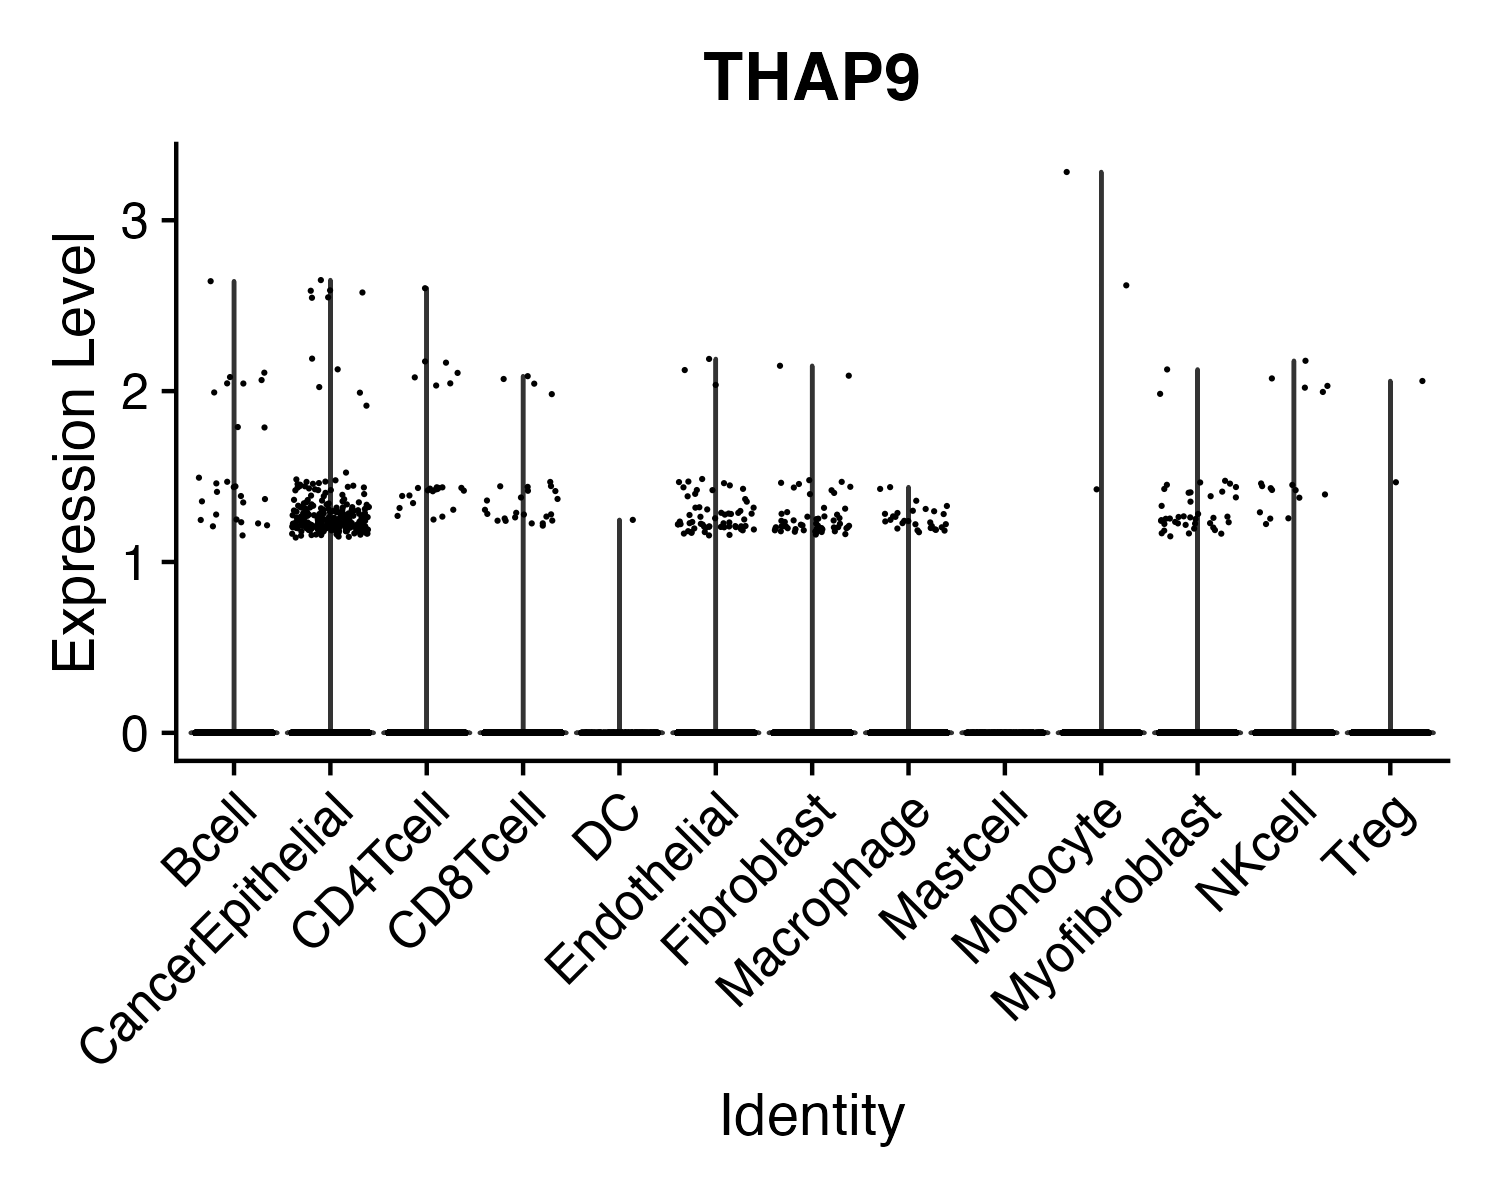 THAP9
Expression Level
3
2
1
0
Bcell
CancerEpithelial
CD4Tcell
CD8Tcell
DC
Endothelial
Fibroblast
Macrophage
Mastcell
Monocyte
Myofibroblast
NKcell
Treg
Identity